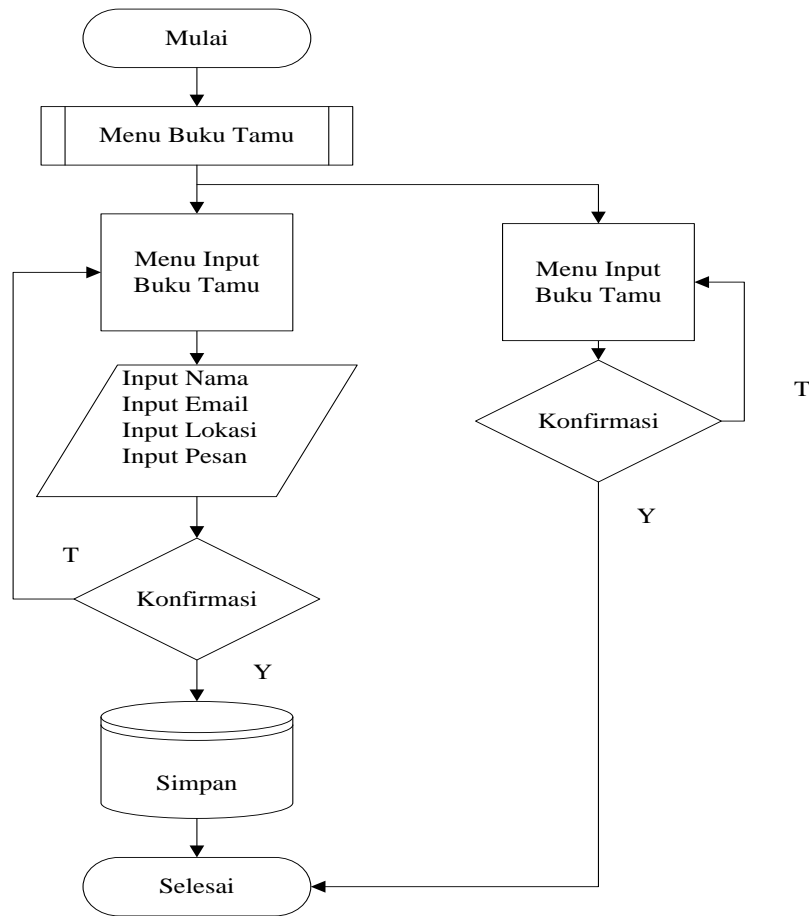 Mulai
Menu Buku Tamu
Menu Input
Buku Tamu
Input Nama
Input Email
Input Lokasi
Input Pesan
T
Konfirmasi
Y
Simpan
Selesai
Menu Input
Buku Tamu
T
Konfirmasi
Y